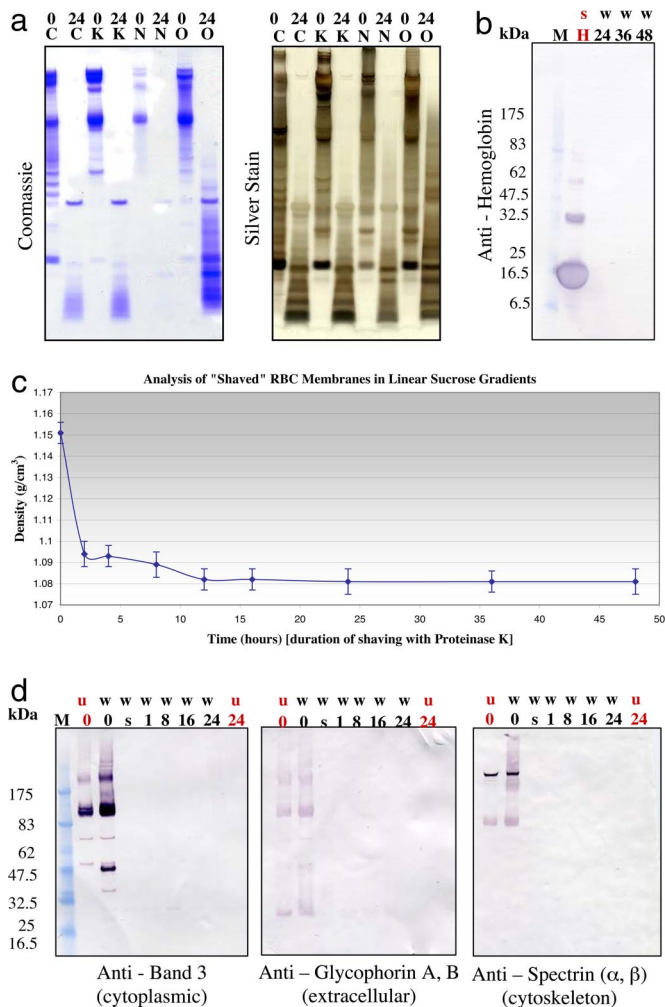 a
0 24 0 24 0 24 0 24
C C K K N N O O
Coomassie
0 24 0 24 0 24 0 24
C C K K N N O O
Silver Stain
b
s w w w
kDa M H 24 36 48
175
83
62
47.5
32.5
25
16.5
6.5
Anti - Hemoglobin
c
Analysis of "Shaved" RBC Membranes in Linear Sucrose Gradients
1.17
1.16
1.15
1.14
1.13
1.12
1.11
1.1
1.09
1.08
1.07
Density (g/cm³)
0 5 10 15 20 25 30 35 40 45 50
Time (hours) [duration of shaving with Proteinase K]
d
u w w w w w w u
kDa M 0 0 s 1 8 16 24 24
175
83
62
47.5
32.5
25
16.5
Anti - Band 3
(cytoplasmic)
u w w w w w w u
0 0 s 1 8 16 24 24
Anti – Glycophorin A, B
(extracellular)
u w w w w w w u
0 0 s 1 8 16 24 24
Anti – Spectrin (α, β)
(cytoskeleton)